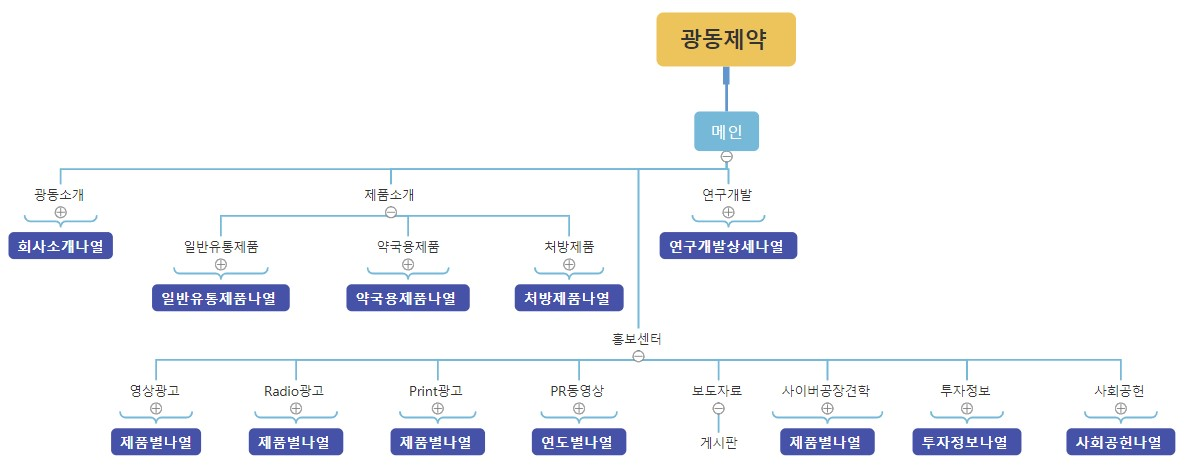 광동제약
메인
광동소개
제품소개
연구개발
회사소개나열
일반유통제품
약국용제품
처방제품
연구개발상세나열
일반유통제품나열
약국용제품나열
처방제품나열
홍보센터
영상광고
Radio광고
Print광고
PR동영상
보도자료
사이버공장견학
투자정보
사회공헌
제품별나열
제품별나열
제품별나열
연도별나열
게시판
제품별나열
투자정보나열
사회공헌나열